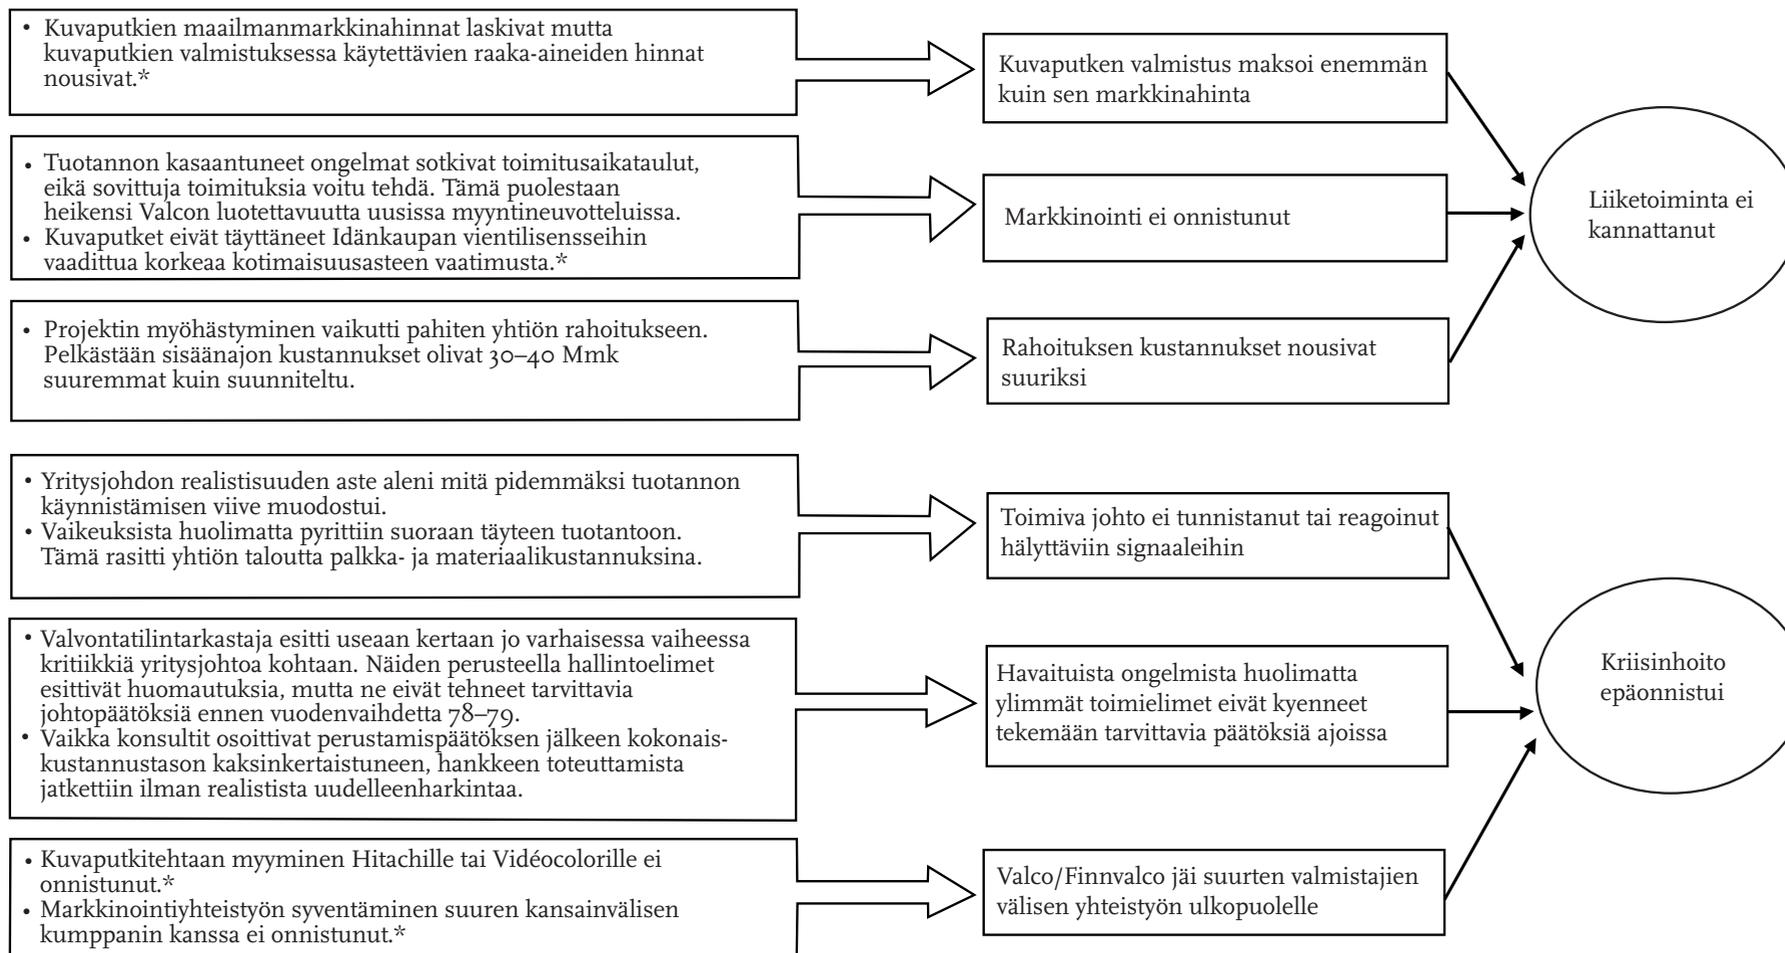 • Kuvaputkien maailmanmarkkinahinnat laskivat mutta
kuvaputkien valmistuksessa käytettävien raaka-aineiden hinnat
nousivat.*
Kuvaputken valmistus maksoi enemmän
kuin sen markkinahinta
• Tuotannon kasaantuneet ongelmat sotkivat toimitusaikataulut,
eikä sovittuja toimituksia voitu tehdä. Tämä puolestaan
heikensi Valcon luotettavuutta uusissa myyntineuvotteluissa.
• Kuvaputket eivät täyttäneet Idänkaupan vientilisensseihin
vaadittua korkeaa kotimaisuusasteen vaatimusta.*
Markkinointi ei onnistunut
• Projektin myöhästyminen vaikutti pahiten yhtiön rahoitukseen.
Pelkästään sisäänajon kustannukset olivat 30–40 Mmk
suuremmat kuin suunniteltu.
Rahoituksen kustannukset nousivat
suuriksi
Liiketoiminta ei
kannattanut
• Yritysjohdon realistisuuden aste aleni mitä pidemmäksi tuotannon
käynnistämisen viive muodostui.
• Vaikeuksista huolimatta pyrittiin suoraan täyteen tuotantoon.
Tämä rasitti yhtiön taloutta palkka- ja materiaalikustannuksina.
Toimiva johto ei tunnistanut tai reagoinut
hälyttäviin signaaleihin
• Valvontatilintarkastaja esitti useaan kertaan jo varhaisessa vaiheessa
kritiikkiä yritysjohtoa kohtaan. Näiden perusteella hallintoelimet
esittivät huomautuksia, mutta ne eivät tehneet tarvittavia
johtopäätöksiä ennen vuodenvaihdetta 78–79.
• Vaikka konsultit osoittivat perustamispäätöksen jälkeen kokonais-
kustannustason kaksinkertaistuneen, hankkeen toteuttamista
jatkettiin ilman realistista uudelleenharkintaa.
Havaituista ongelmista huolimatta
ylimmät toimielimet eivät kyenneet
tekemään tarvittavia päätöksiä ajoissa
• Kuvaputkitehtaan myyminen Hitachille tai Vidéocolorille ei
onnistunut.*
• Markkinointiyhteistyön syventäminen suuren kansainvälisen
kumppanin kanssa ei onnistunut.*
Valco/Finnvalco jäi suurten valmistajien
välisen yhteistyön ulkopuolelle
Kriisinhoito
epäonnistui